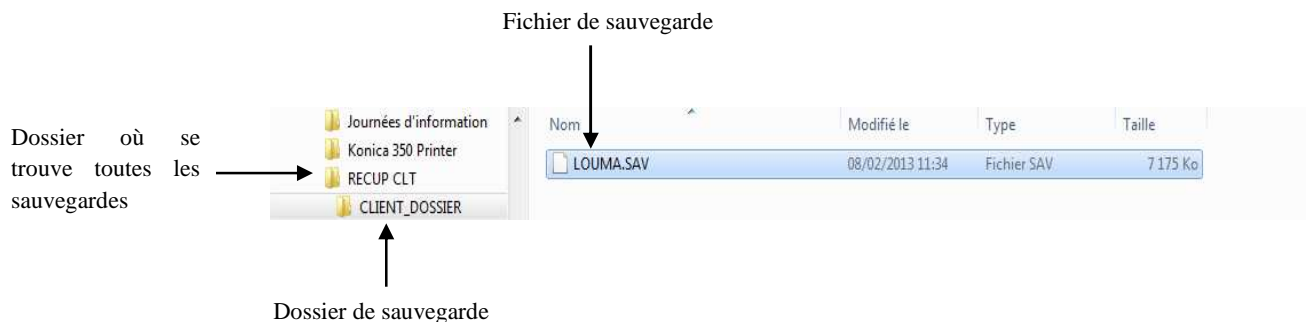 Fichier de sauvegarde
Dossier où se
trouve toutes les
sauvegardes
Journées d'information
Konica 350 Printer
RECUP CLT
CLIENT_DOSSIER
Nom Modifié le Type Taille
LOUMA.SAV 08/02/2013 11:34 Fichier SAV 7 175 Ko
Dossier de sauvegarde